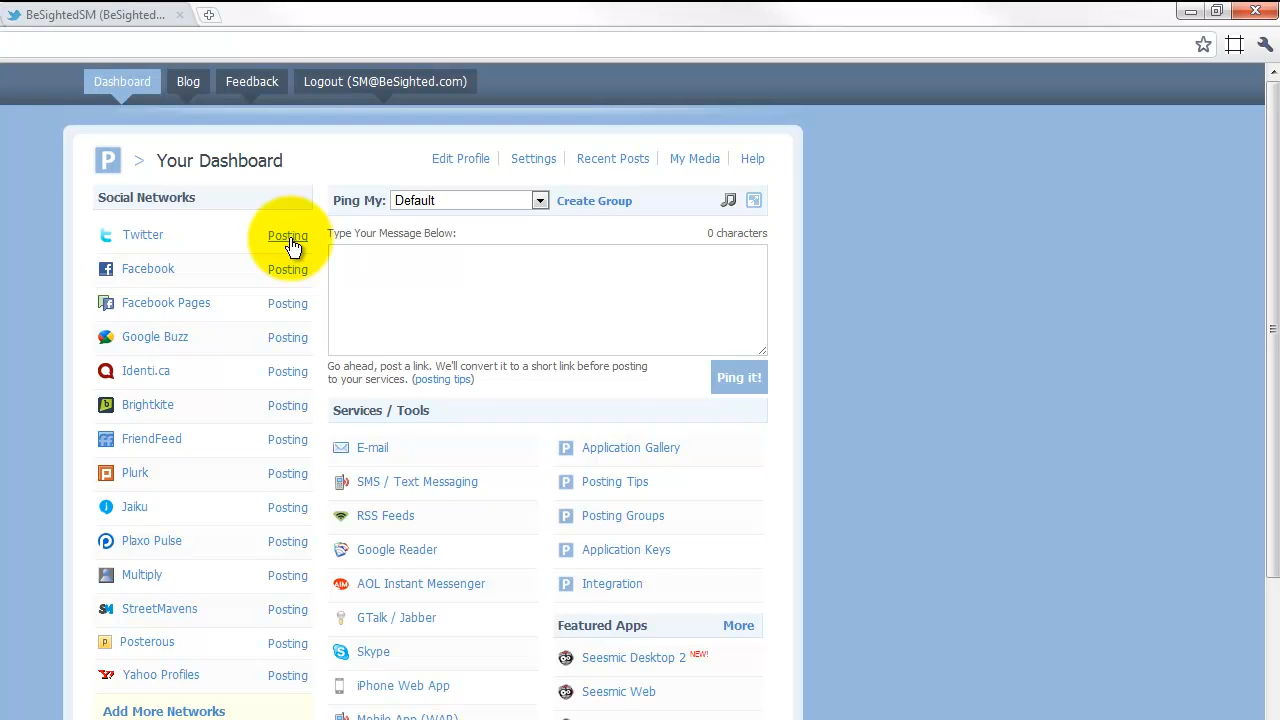 BeSightedSM (BeSighted...
Dashboard
Blog
Feedback
Logout (SM@BeSighted.com)
P > Your Dashboard
Edit Profile
Settings
Recent Posts
My Media
Help
Social Networks
Twitter Posting
Facebook Posting
Facebook Pages Posting
Google Buzz Posting
Identi.ca Posting
Brightkite Posting
FriendFeed Posting
Plurk Posting
Jaiku Posting
Plaxo Pulse Posting
Multiply Posting
StreetMavens Posting
Posterous Posting
Yahoo Profiles Posting
Add More Networks
Ping My: Default Create Group
Type Your Message Below: 0 characters
Go ahead, post a link. We'll convert it to a short link before posting
to your services. (posting tips)
Ping it!
Services / Tools
E-mail
SMS / Text Messaging
RSS Feeds
Google Reader
AOL Instant Messenger
GTalk / Jabber
Skype
iPhone Web App
Mobile App (WAP)
Application Gallery
Posting Tips
Posting Groups
Application Keys
Integration
Featured Apps More
Seesmic Desktop 2 NEW!
Seesmic Web